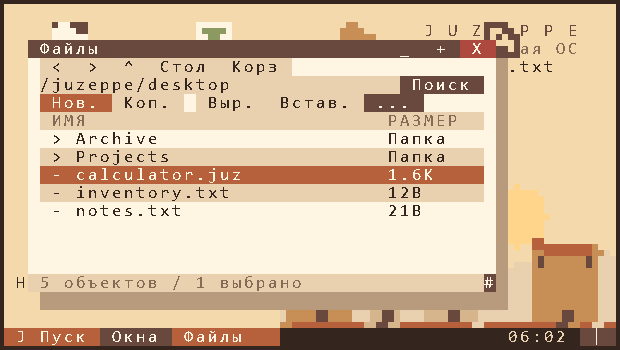 J U Z P P E
Файлы _ + X ая ОС
< > ^ Стол Корз .txt
/juzeppe/desktop Поиск
Нов. Коп. Выр. Встав. ...
ИМЯ РАЗМЕР
> Archive Папка
> Projects Папка
- calculator.juz 1.6K
- inventory.txt 12B
- notes.txt 21B
Н 5 объектов / 1 выбрано #
J Пуск Окна Файлы 06:02